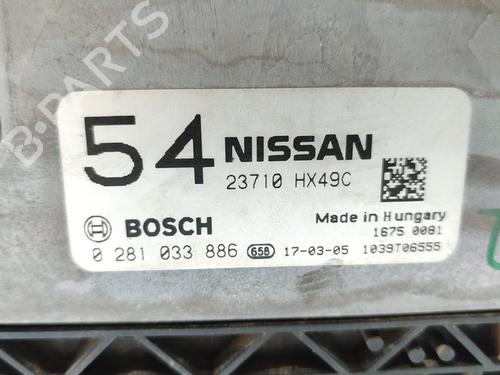 B-PARTS
54 NISSAN
23710 HX49C
BOSCH
Made in Hungary
1675 0081
0 281 033 886 65B 17-03-05 1039T06555